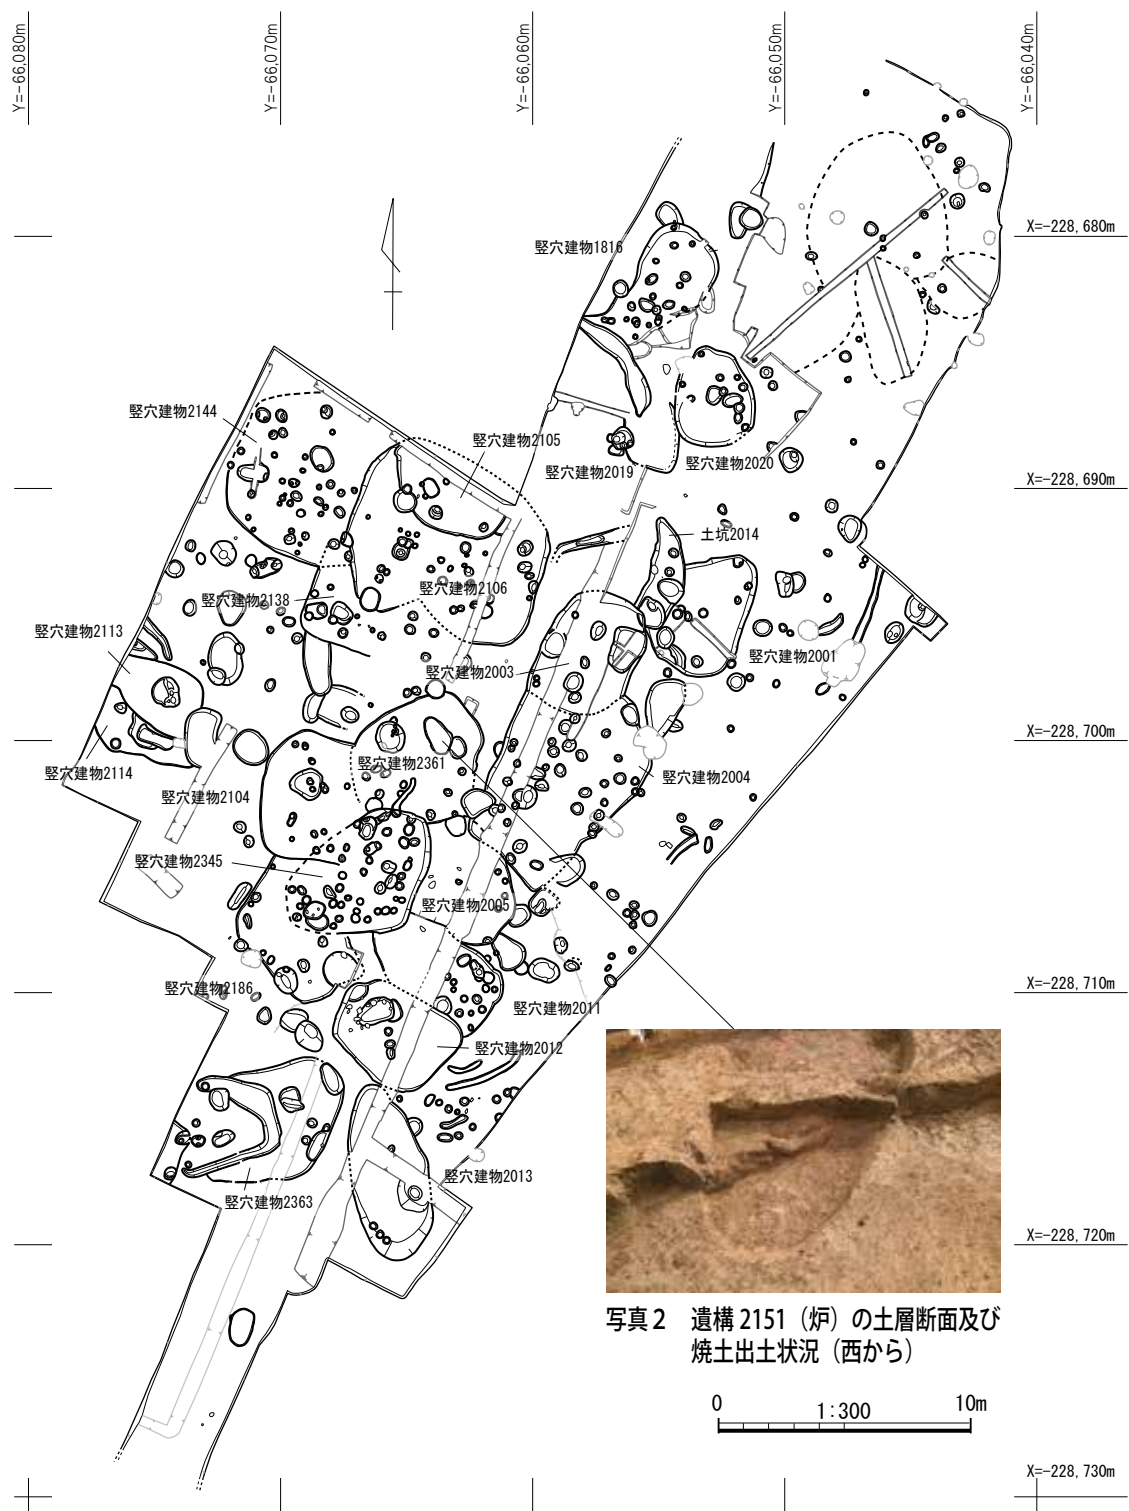 Y=-66,080m
Y=-66,070m
Y=-66,060m
Y=-66,050m
Y=-66,040m
X=-228,680m
竪穴建物1816
竪穴建物2144
竪穴建物2105
竪穴建物2019
竪穴建物2020
X=-228,690m
土坑2014
竪穴建物2106
竪穴建物2138
竪穴建物2113
竪穴建物2003
竪穴建物2001
X=-228,700m
竪穴建物2361
竪穴建物2114
竪穴建物2004
竪穴建物2104
竪穴建物2345
竪穴建物2005
X=-228,710m
竪穴建物2186
竪穴建物2011
竪穴建物2012
竪穴建物2013
竪穴建物2363
X=-228,720m
写真2 遺構2151（炉）の土層断面及び
焼土出土状況（西から）
0 1:300 10m
X=-228,730m